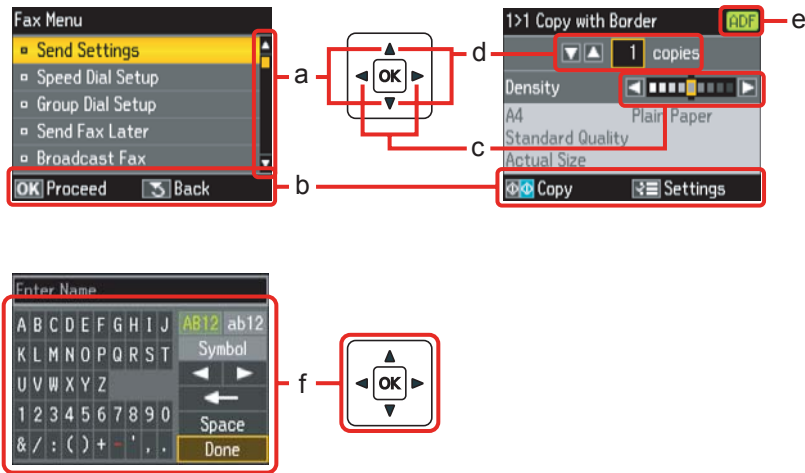 Fax Menu
Send Settings
Speed Dial Setup
Group Dial Setup
Send Fax Later
Broadcast Fax
OK Proceed Back
a
b
OK
d
c
1>1 Copy with Border ADF
e
1 copies
Density
A4 Plain Paper
Standard Quality
Actual Size
Copy Settings
Enter Name
A B C D E F G H I J AB12 ab12
K L M N O P Q R S T Symbol
U V W X Y Z
1 2 3 4 5 6 7 8 9 0 Space
& / : ( ) + - ' , . Done
f
OK